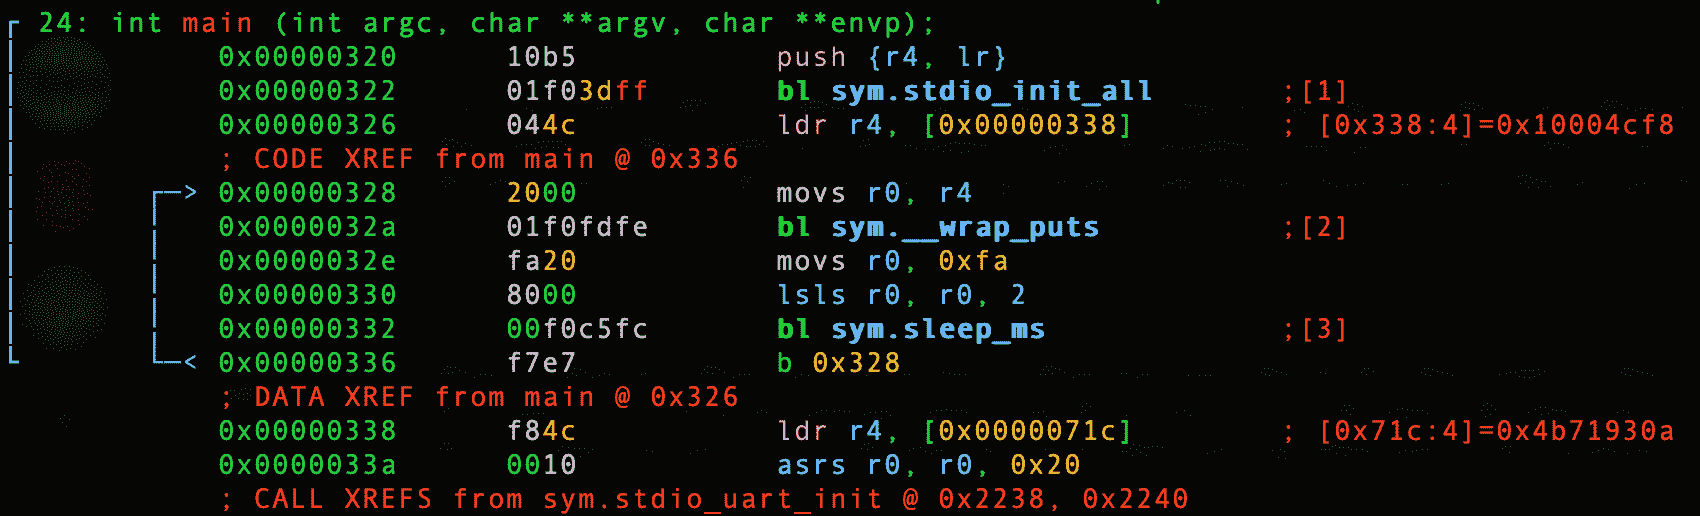 24: int main (int argc, char **argv, char **envp);
0x00000320 10b5 push {r4, lr}
0x00000322 01f03dff bl sym.stdio_init_all ;[1]
0x00000326 044c ldr r4, [0x00000338] ; [0x338:4]=0x10004cf8
; CODE XREF from main @ 0x336
0x00000328 2000 movs r0, r4
0x0000032a 01f0fdfe bl sym.__wrap_puts ;[2]
0x0000032e fa20 movs r0, 0xfa
0x00000330 8000 lsls r0, r0, 2
0x00000332 00f0c5fc bl sym.sleep_ms ;[3]
0x00000336 f7e7 b 0x328
; DATA XREF from main @ 0x326
0x00000338 f84c ldr r4, [0x0000071c] ; [0x71c:4]=0x4b71930a
0x0000033a 0010 asrs r0, r0, 0x20
; CALL XREFS from sym.stdio_uart_init @ 0x2238, 0x2240